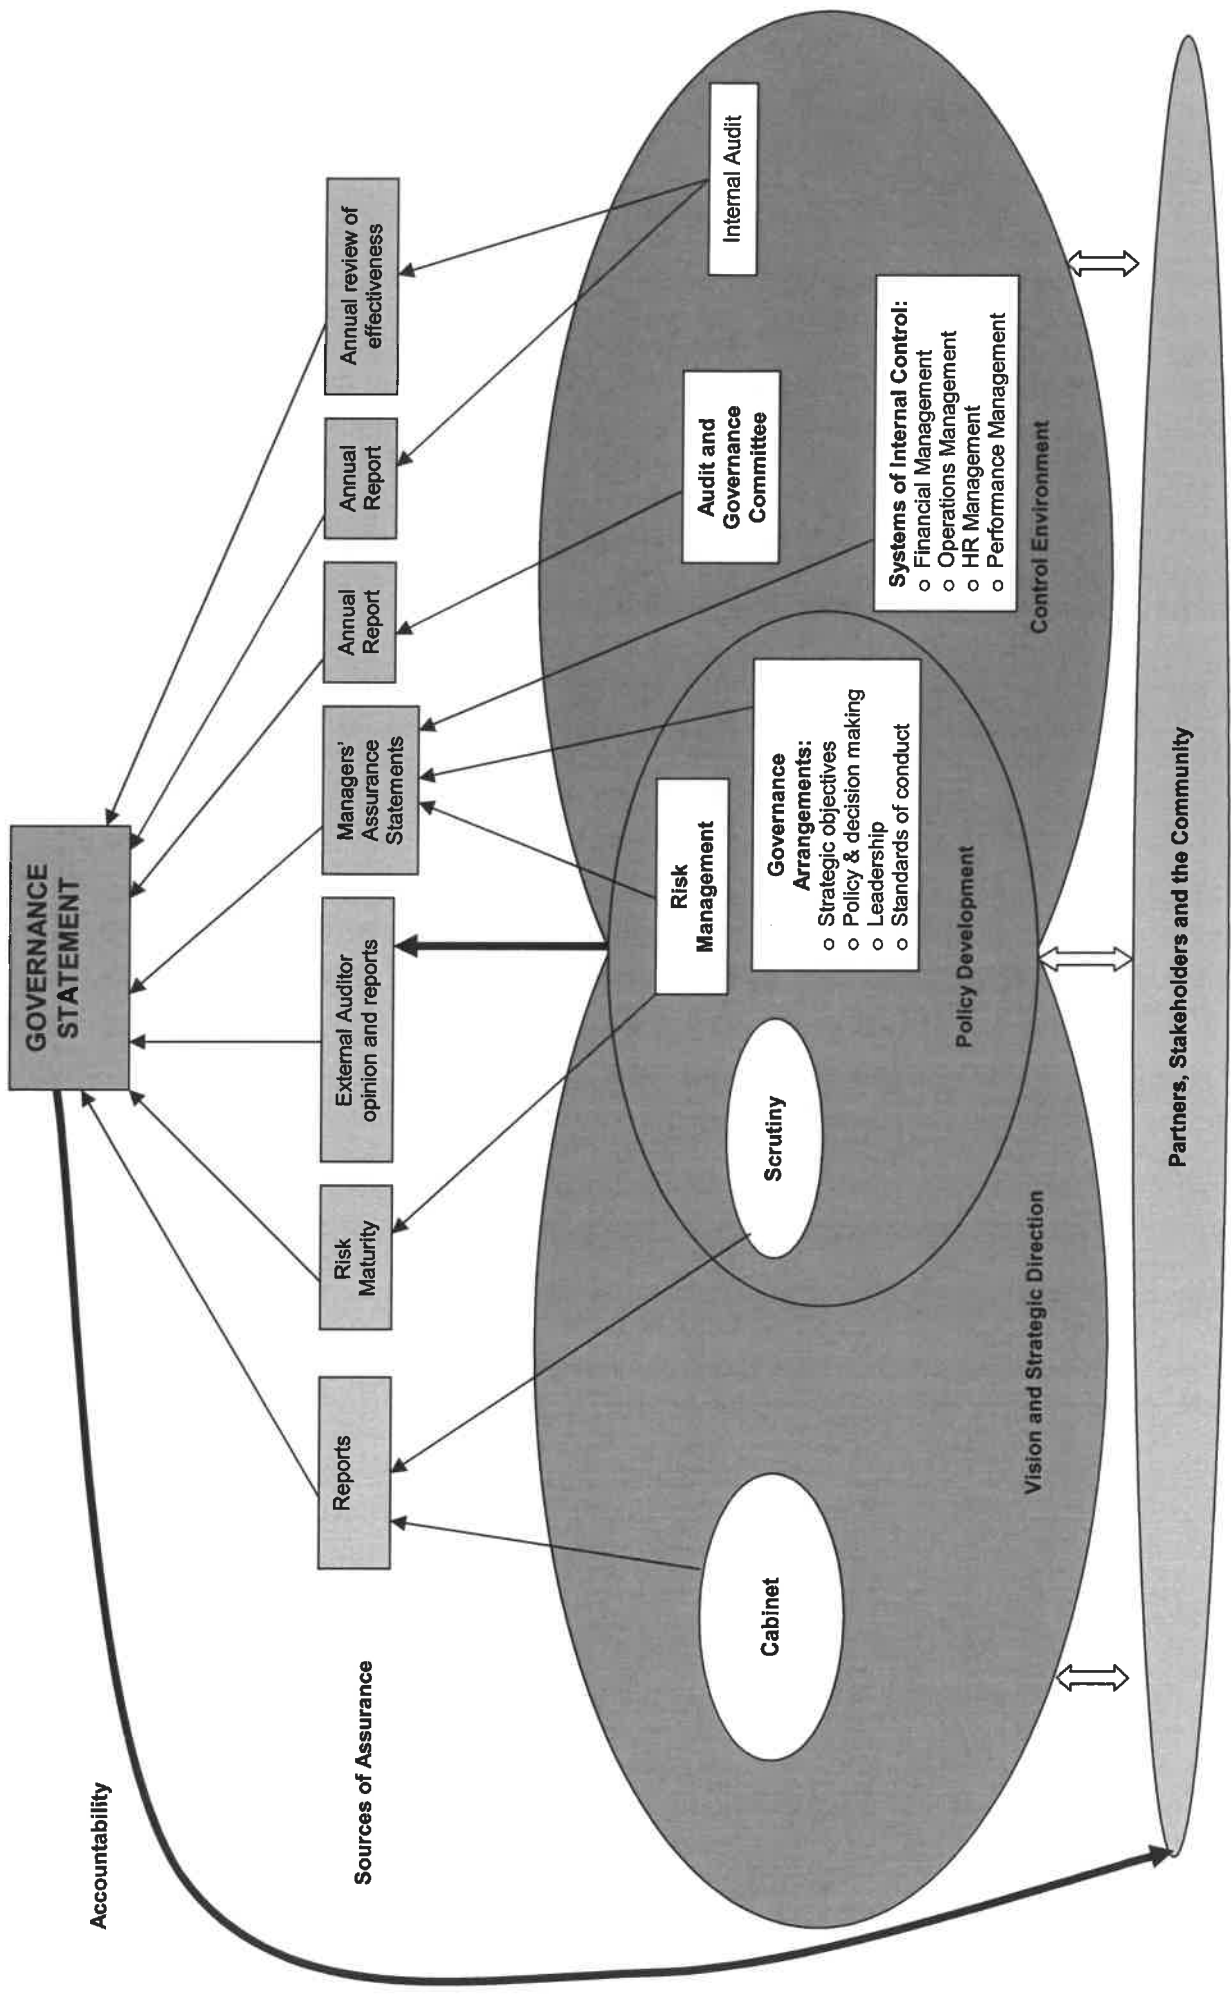 Accountability
GOVERNANCE
STATEMENT
Sources of Assurance
Reports
Risk
Maturity
External Auditor
opinion and reports
Managers'
Assurance
Statements
Annual
Report
Annual
Report
Annual review of
effectiveness
Cabinet
Scrutiny
Risk
Management
Governance
Arrangements:
o Strategic objectives
o Policy & decision making
o Leadership
o Standards of conduct
Audit and
Governance
Committee
Internal Audit
Systems of Internal Control:
o Financial Management
o Operations Management
o HR Management
o Performance Management
Vision and Strategic Direction
Policy Development
Control Environment
Partners, Stakeholders and the Community